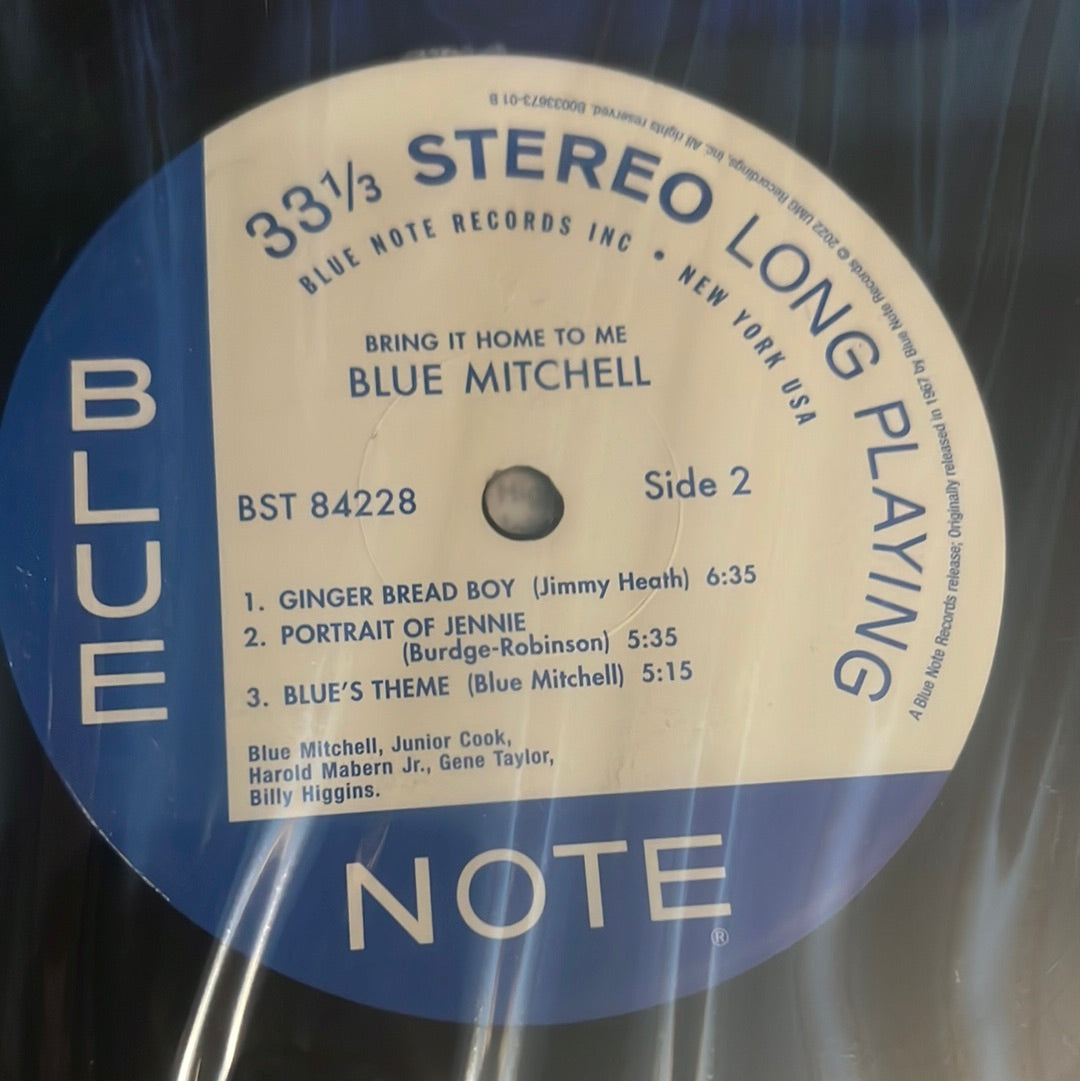 A Blue Note Records release; Originally released in 1967 by Blue Note Records © 2022 UMG Recordings, Inc. All rights reserved. B0033673-01 B
33⅓ STEREO LONG PLAYING
BLUE NOTE RECORDS INC • NEW YORK USA
BRING IT HOME TO ME
BLUE MITCHELL
BST 84228
Side 2
1. GINGER BREAD BOY (Jimmy Heath) 6:35
2. PORTRAIT OF JENNIE
(Burdge-Robinson) 5:35
3. BLUE'S THEME (Blue Mitchell) 5:15
Blue Mitchell, Junior Cook,
Harold Mabern Jr., Gene Taylor,
Billy Higgins.
BLUE
NOTE®